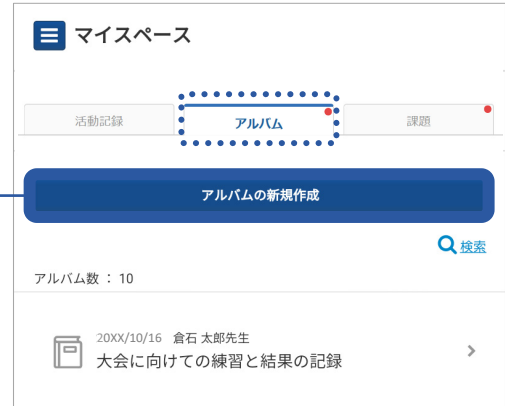 マイスペース
活動記録 アルバム 課題
アルバムの新規作成
検索
アルバム数 : 10
20XX/10/16 倉石 太郎先生
大会に向けての練習と結果の記録